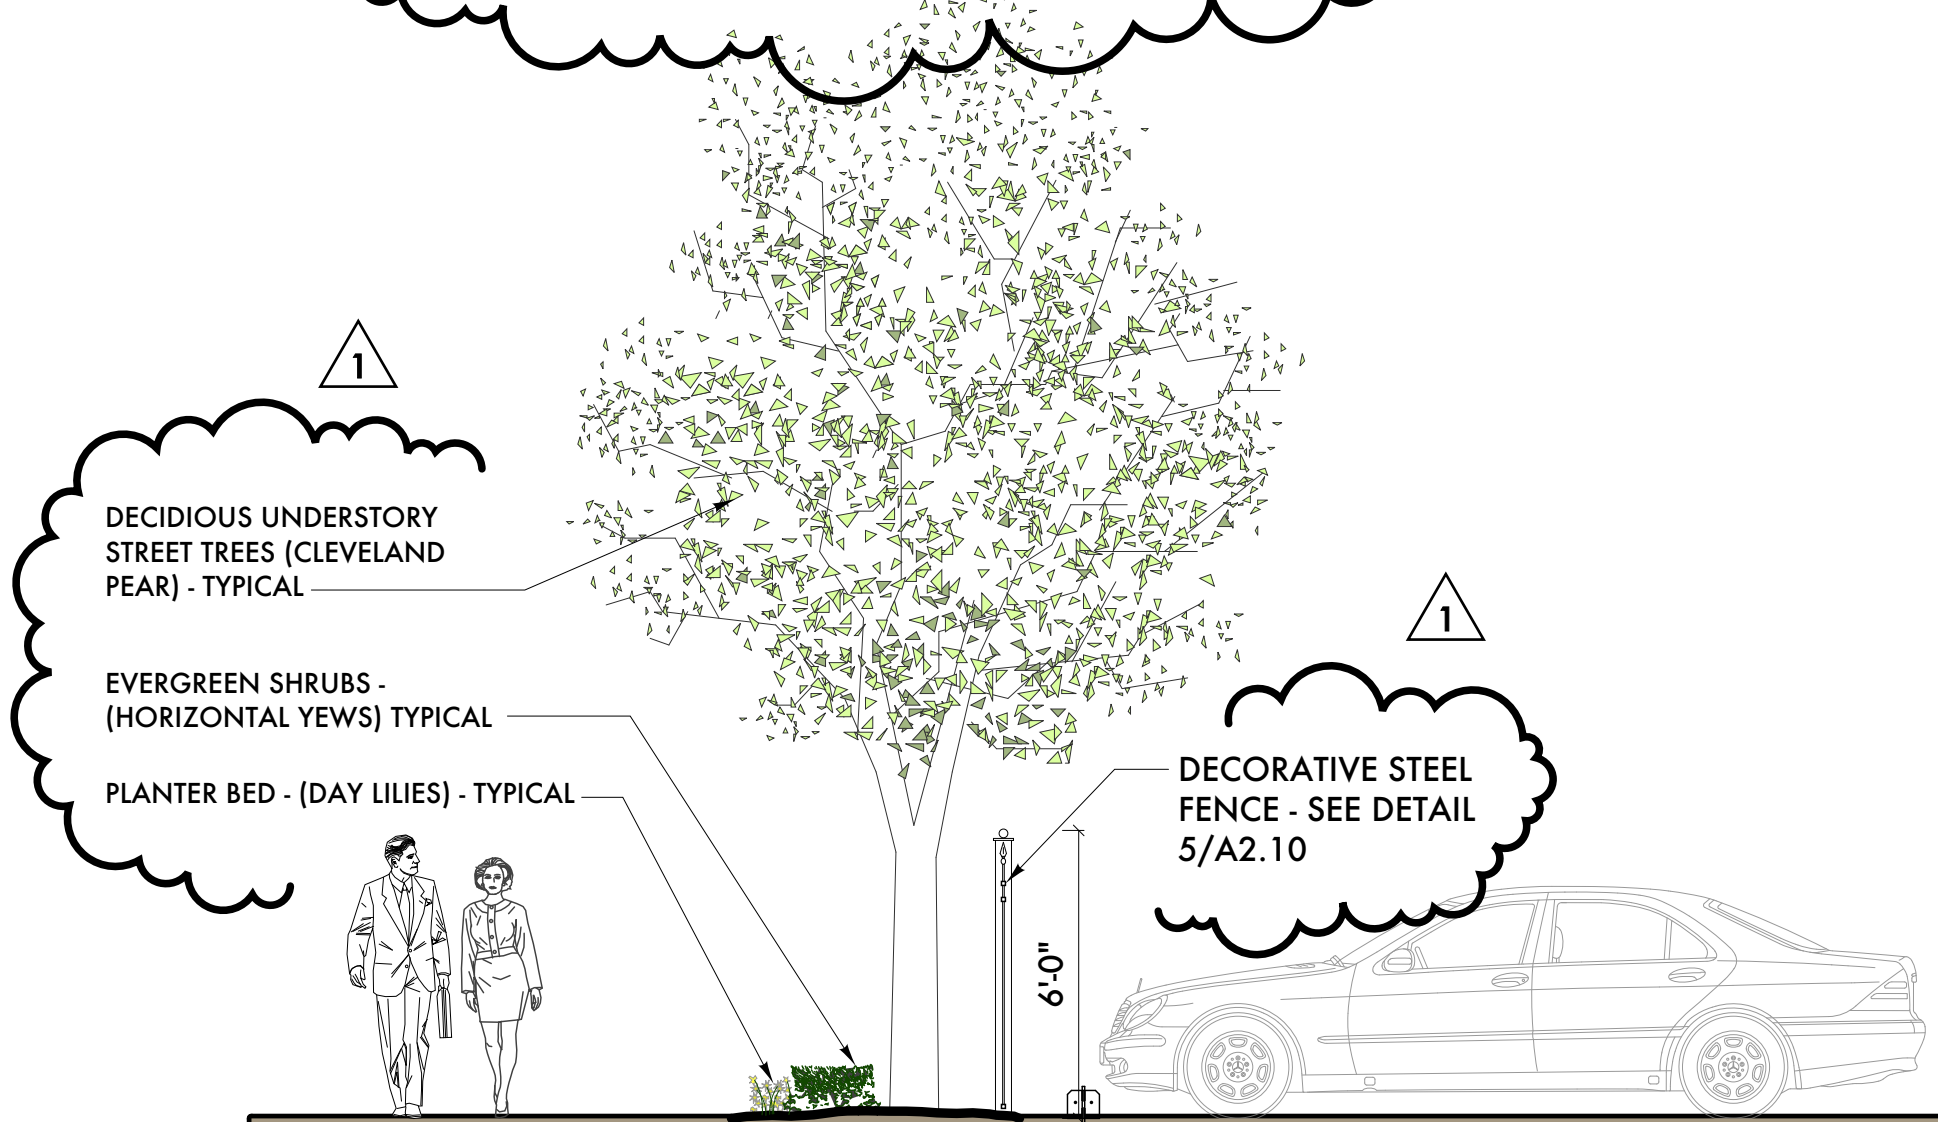 1
DECIDIOUS UNDERSTORY
STREET TREES (CLEVELAND
PEAR) - TYPICAL
EVERGREEN SHRUBS -
(HORIZONTAL YEWS) TYPICAL
PLANTER BED - (DAY LILIES) - TYPICAL
1
DECORATIVE STEEL
FENCE - SEE DETAIL
5/A2.10
6'-0"